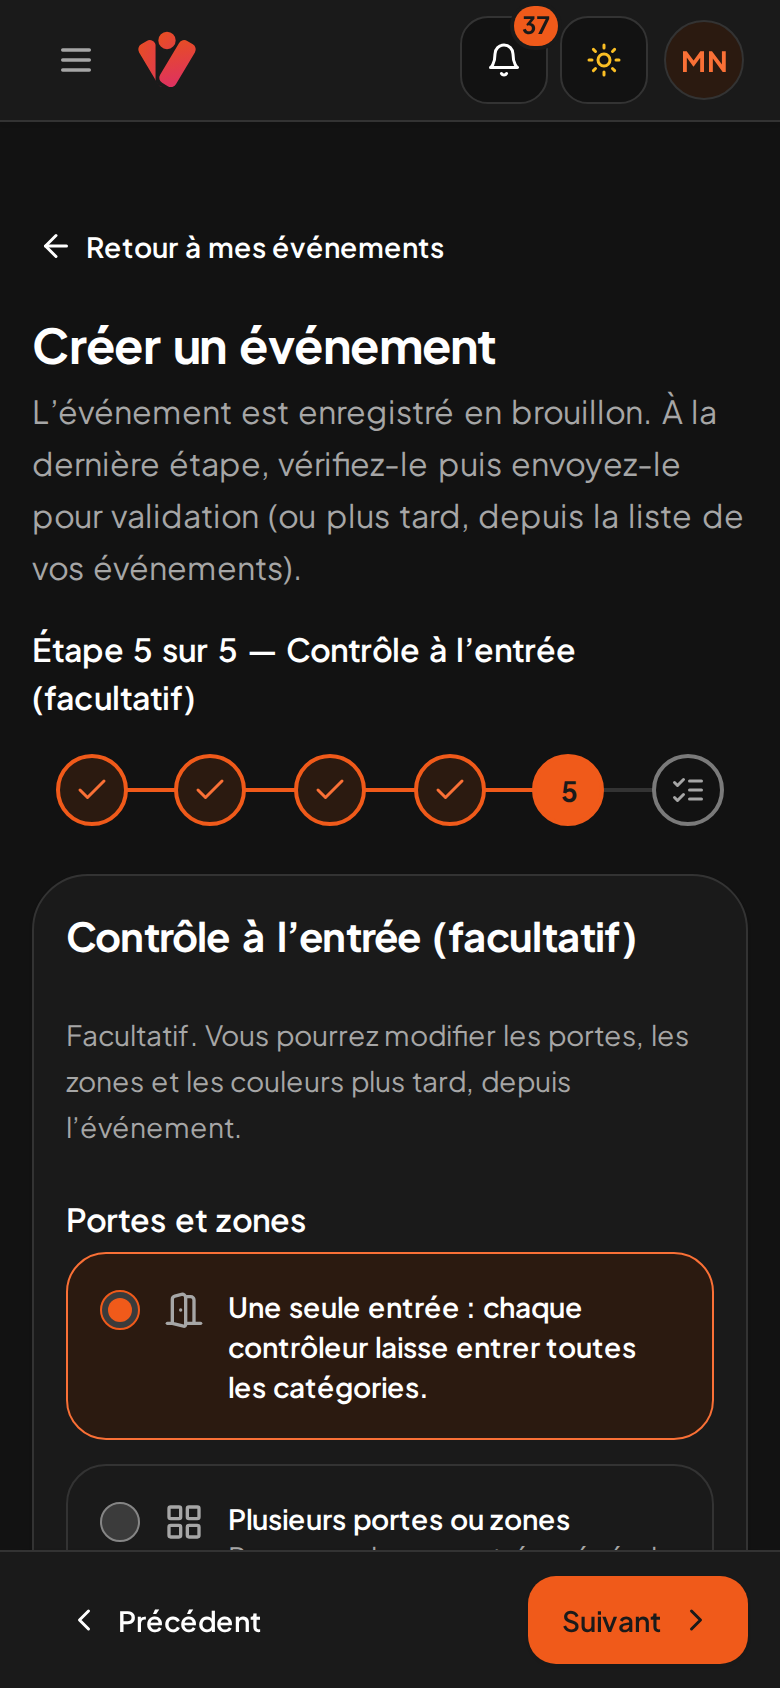 37
MN
Retour à mes événements
Créer un événement
L’événement est enregistré en brouillon. À la
dernière étape, vérifiez-le puis envoyez-le
pour validation (ou plus tard, depuis la liste de
vos événements).
Étape 5 sur 5 — Contrôle à l’entrée
(facultatif)
5
Contrôle à l’entrée (facultatif)
Facultatif. Vous pourrez modifier les portes, les
zones et les couleurs plus tard, depuis
l’événement.
Portes et zones
Une seule entrée : chaque
contrôleur laisse entrer toutes
les catégories.
Plusieurs portes ou zones
Précédent
Suivant